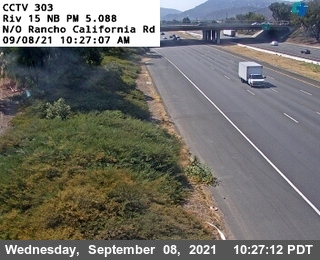 CCTV 303
Riv 15 NB PM 5.088
N/O Rancho California Rd
09/08/21 10:27:07 AM
Wednesday, September 08, 2021 10:27:12 PDT